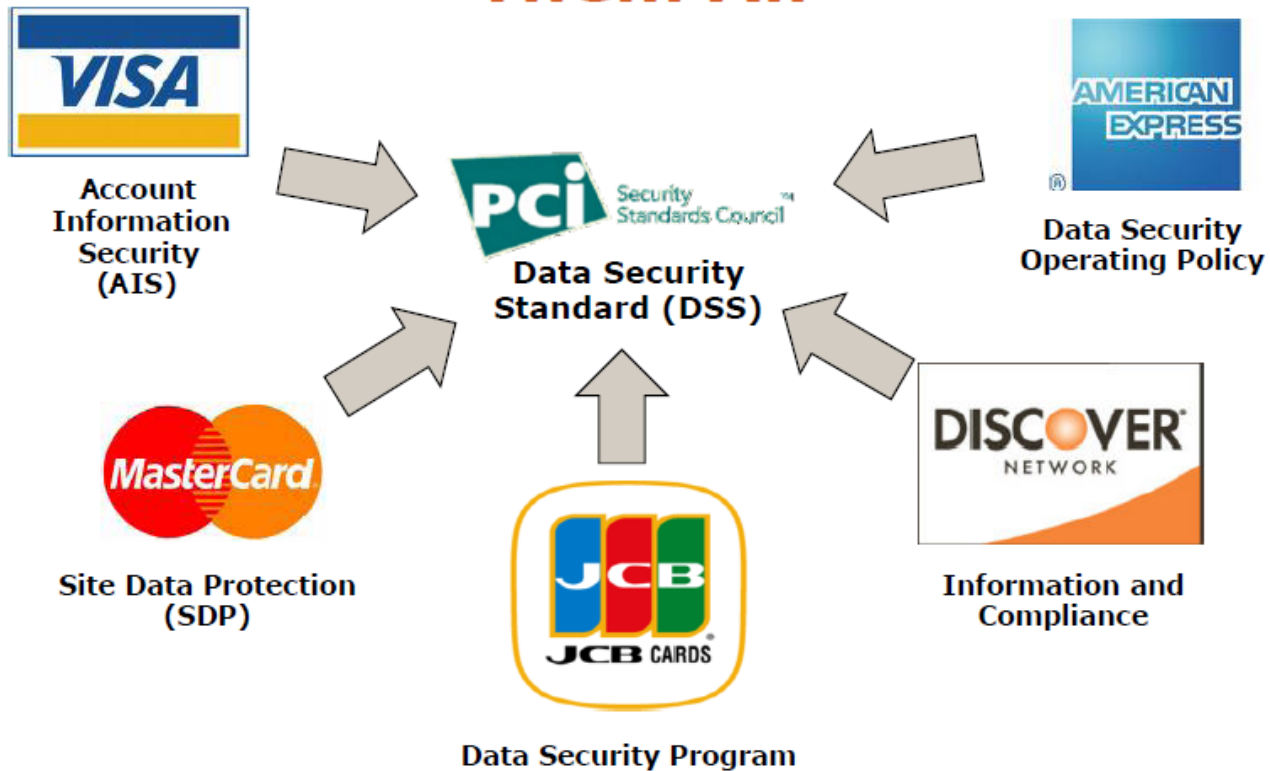 VISA
Account
Information
Security
(AIS)
PCi
Security
Standards Council™
Data Security
Standard (DSS)
AMERICAN
EXPRESS
®
Data Security
Operating Policy
MasterCard
Site Data Protection
(SDP)
JCB
JCB CARDS
Data Security Program
DISCOVER
NETWORK
Information and
Compliance